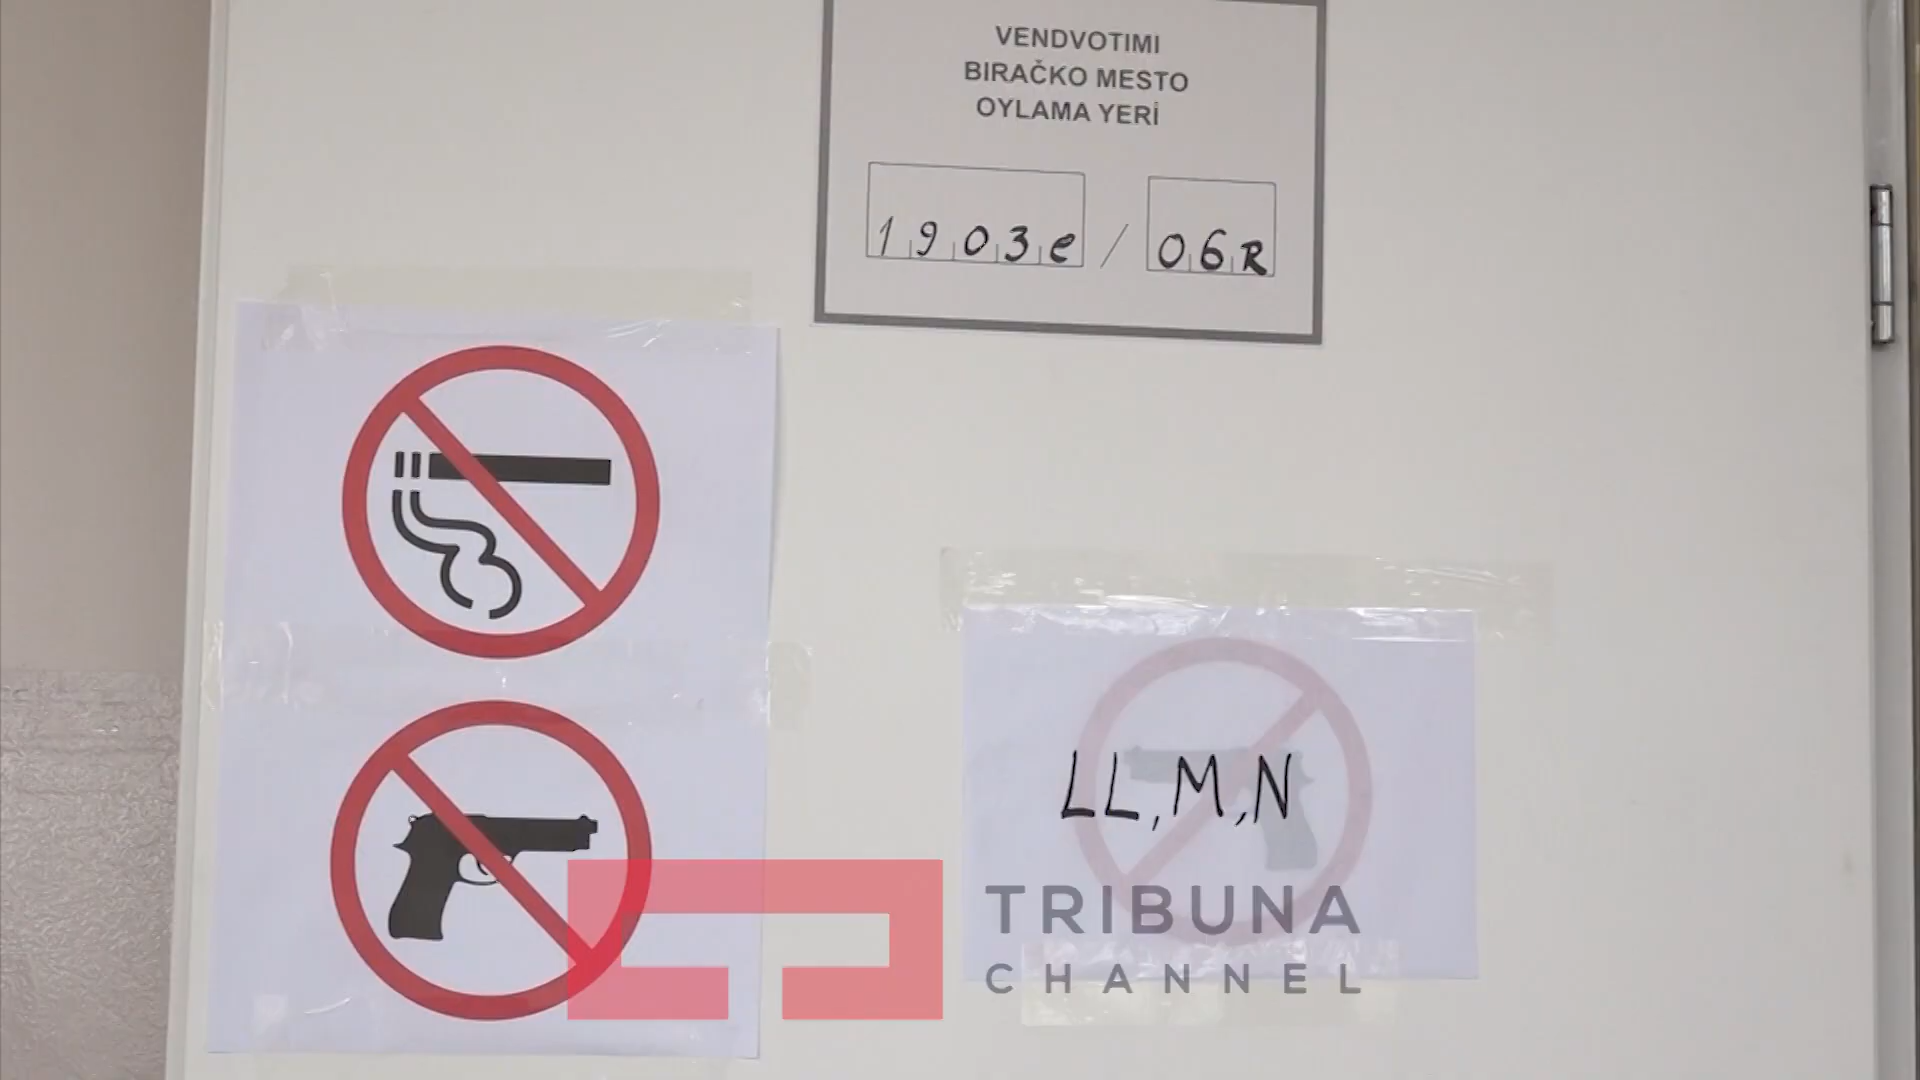 VENDVOTIMI
BIRAČKO MESTO
OYLAMA YERİ
1903e / 06R
LL, M, N
TRIBUNA
CHANNEL